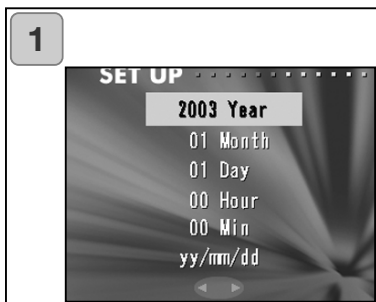 1
SET UP
2003 Year
01 Month
01 Day
00 Hour
00 Min
yy/mm/dd